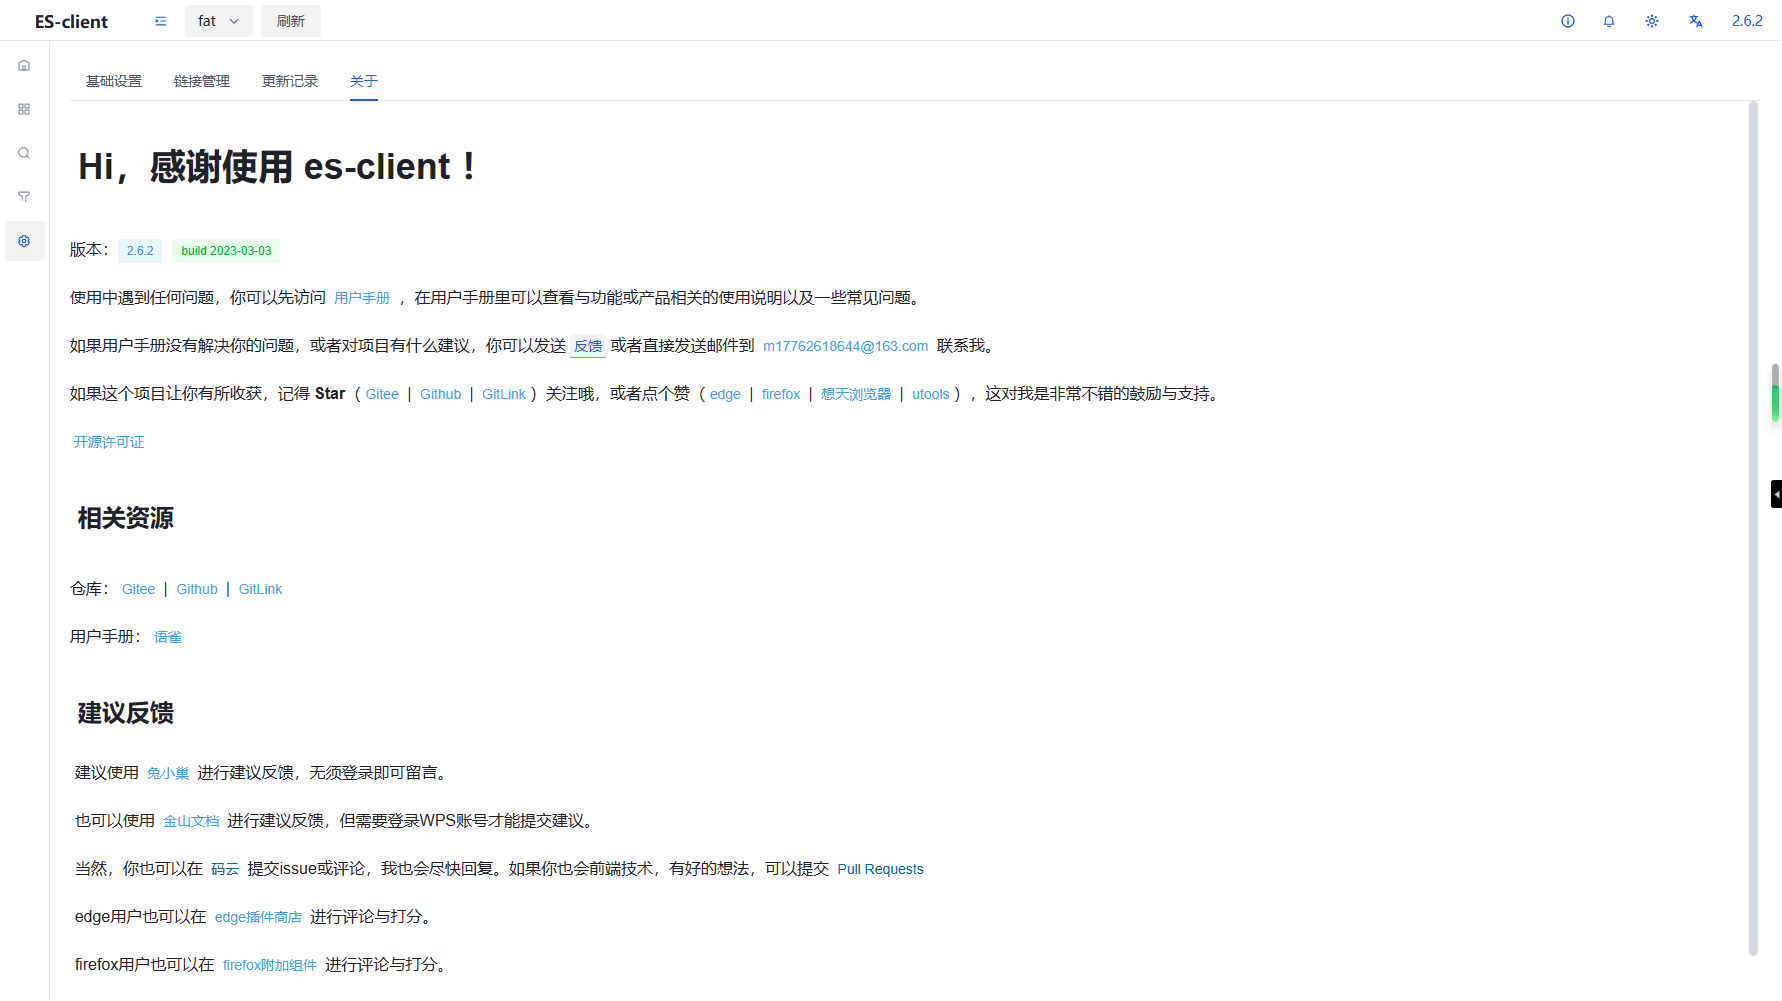 ES-client fat 刷新 2.6.2
基础设置 链接管理 更新记录 关于
Hi，感谢使用 es-client！
版本： 2.6.2 build 2023-03-03
使用中遇到任何问题，你可以先访问 用户手册 ，在用户手册里可以查看与功能或产品相关的使用说明以及一些常见问题。
如果用户手册没有解决你的问题，或者对项目有什么建议，你可以发送 反馈 或者直接发送邮件到 m17762618644@163.com 联系我。
如果这个项目让你有所收获，记得 Star（ Gitee | Github | GitLink ）关注哦，或者点个赞（ edge | firefox | 想天浏览器 | utools ），这对我是非常不错的鼓励与支持。
开源许可证
相关资源
仓库： Gitee | Github | GitLink
用户手册： 语雀
建议反馈
建议使用 兔小巢 进行建议反馈，无须登录即可留言。
也可以使用 金山文档 进行建议反馈，但需要登录WPS账号才能提交建议。
当然，你也可以在 码云 提交issue或评论，我也会尽快回复。如果你也会前端技术，有好的想法，可以提交 Pull Requests
edge用户也可以在 edge插件商店 进行评论与打分。
firefox用户也可以在 firefox附加组件 进行评论与打分。